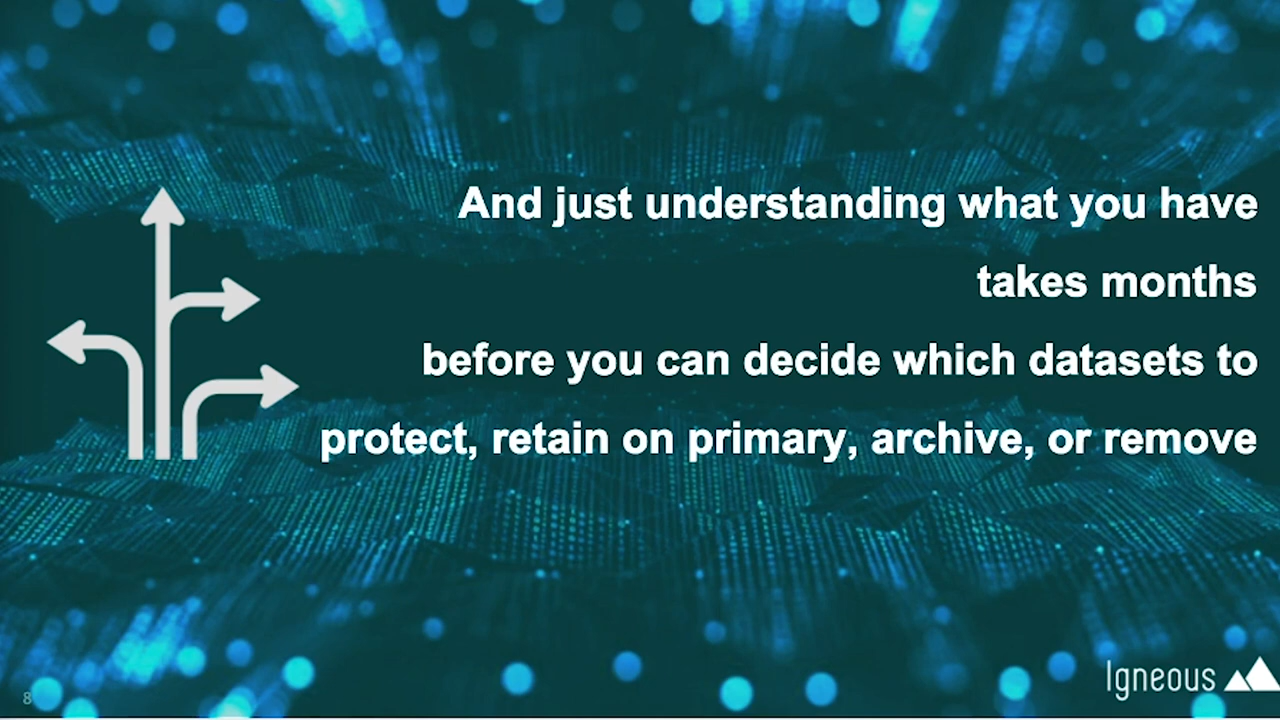 And just understanding what you have
takes months
before you can decide which datasets to
protect, retain on primary, archive, or remove
8
Igneous